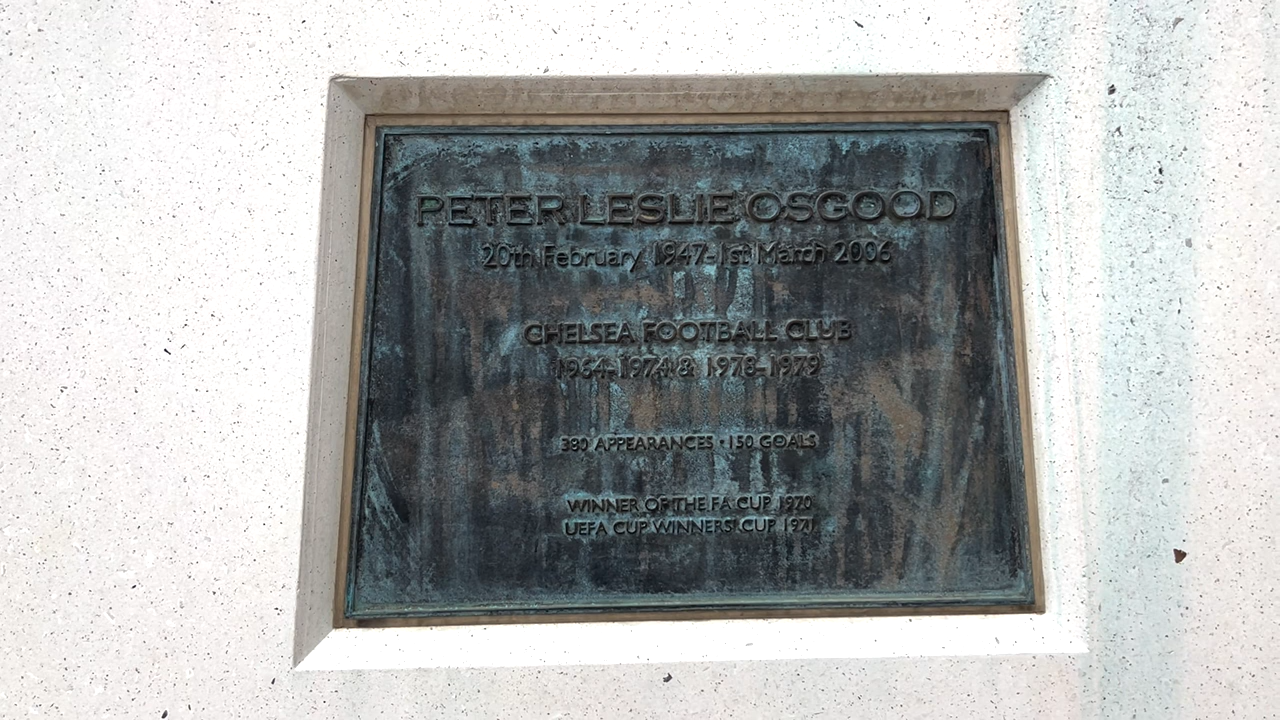 PETER LESLIE OSGOOD
20th February 1947-1st March 2006
CHELSEA FOOTBALL CLUB
1964-1974 & 1978-1979
380 APPEARANCES · 150 GOALS
WINNER OF THE FA CUP 1970
UEFA CUP WINNERS' CUP 1971